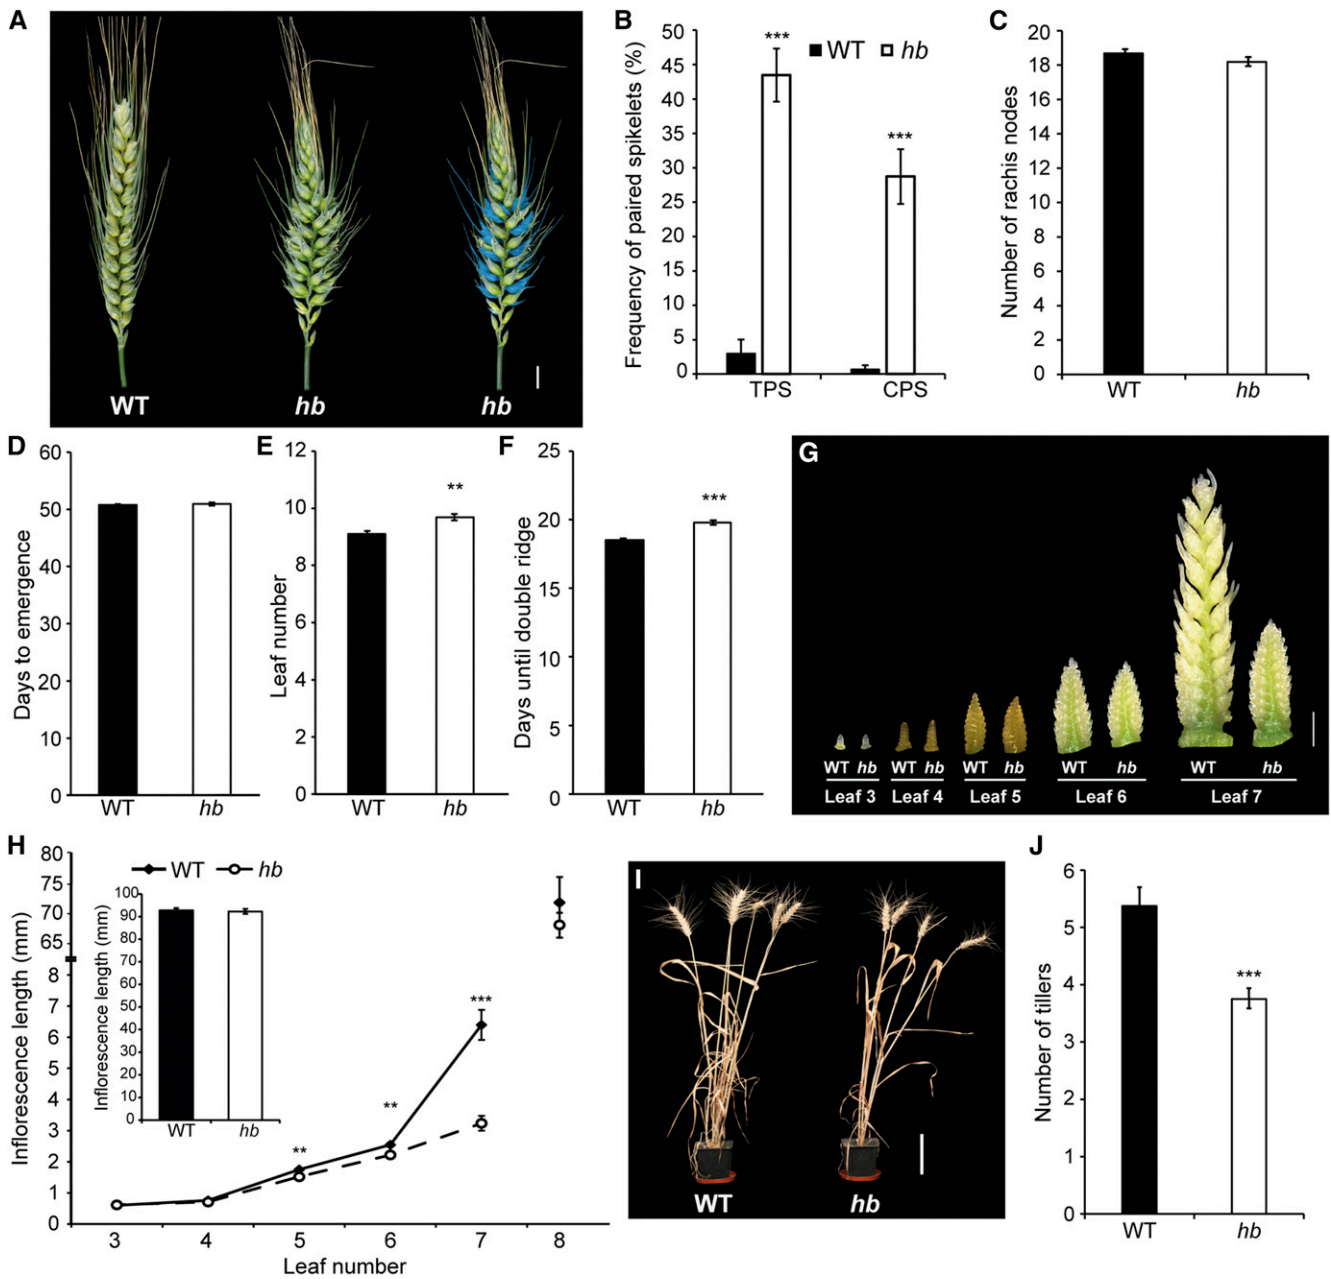 A
WT
hb
hb
B
Frequency of paired spikelets (%)
50
45
40
35
30
25
20
15
10
5
0
***
WT
hb
***
TPS
CPS
C
Number of rachis nodes
20
18
16
14
12
10
8
6
4
2
0
WT
hb
D
Days to emergence
60
50
40
30
20
10
0
WT
hb
E
Leaf number
12
10
8
6
4
2
0
**
WT
hb
F
Days until double ridge
25
20
15
10
5
0
***
WT
hb
G
WT hb
Leaf 3
WT hb
Leaf 4
WT hb
Leaf 5
WT hb
Leaf 6
WT hb
Leaf 7
H
Inflorescence length (mm)
80
75
70
65
8
7
6
5
4
3
2
1
0
WT
hb
Inflorescence length (mm)
100
90
80
70
60
50
40
30
20
10
0
WT
hb
**
**
***
3
4
5
6
7
8
Leaf number
I
WT
hb
J
Number of tillers
6
5
4
3
2
1
0
***
WT
hb